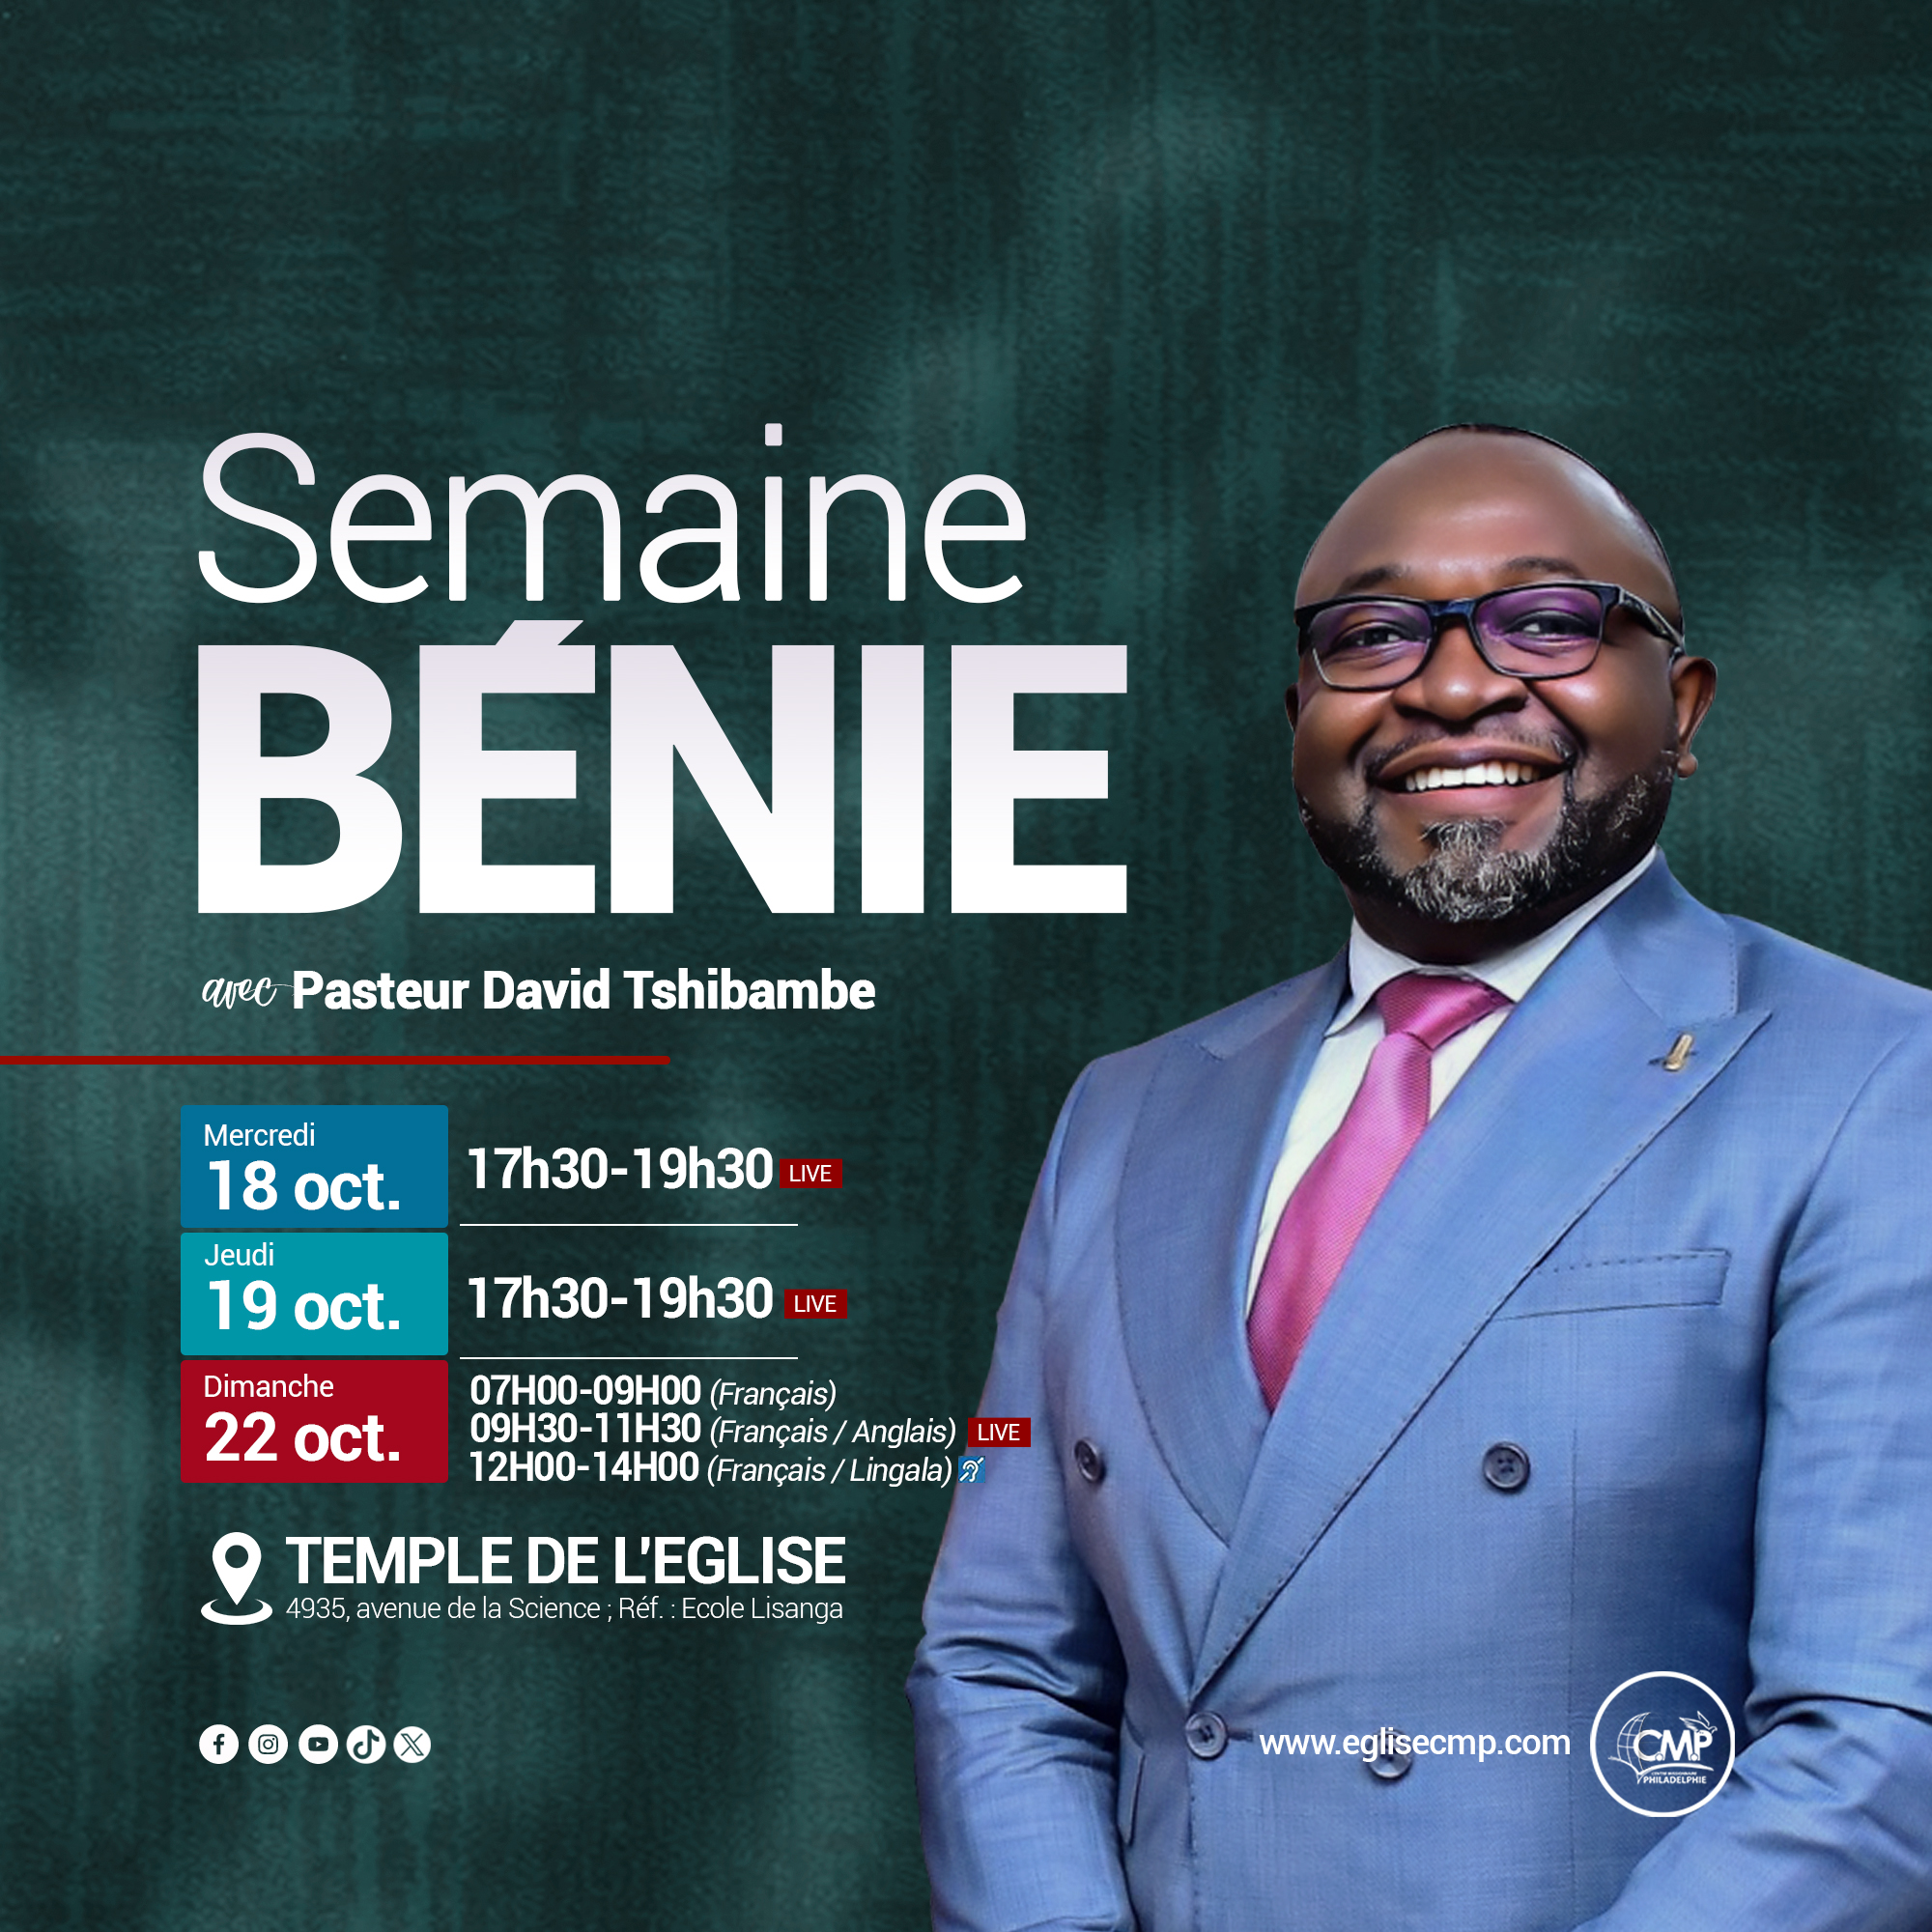 Semaine
BÉNIE
avec Pasteur David Tshibambe
Mercredi
18 oct.
17h30-19h30 LIVE
Jeudi
19 oct.
17h30-19h30 LIVE
Dimanche
22 oct.
07H00-09H00 (Français)
09H30-11H30 (Français / Anglais) LIVE
12H00-14H00 (Français / Lingala)
TEMPLE DE L'EGLISE
4935, avenue de la Science ; Réf. : Ecole Lisanga
www.eglisecmp.com
C.M.P
CENTRE MISSIONNAIRE
PHILADELPHIE